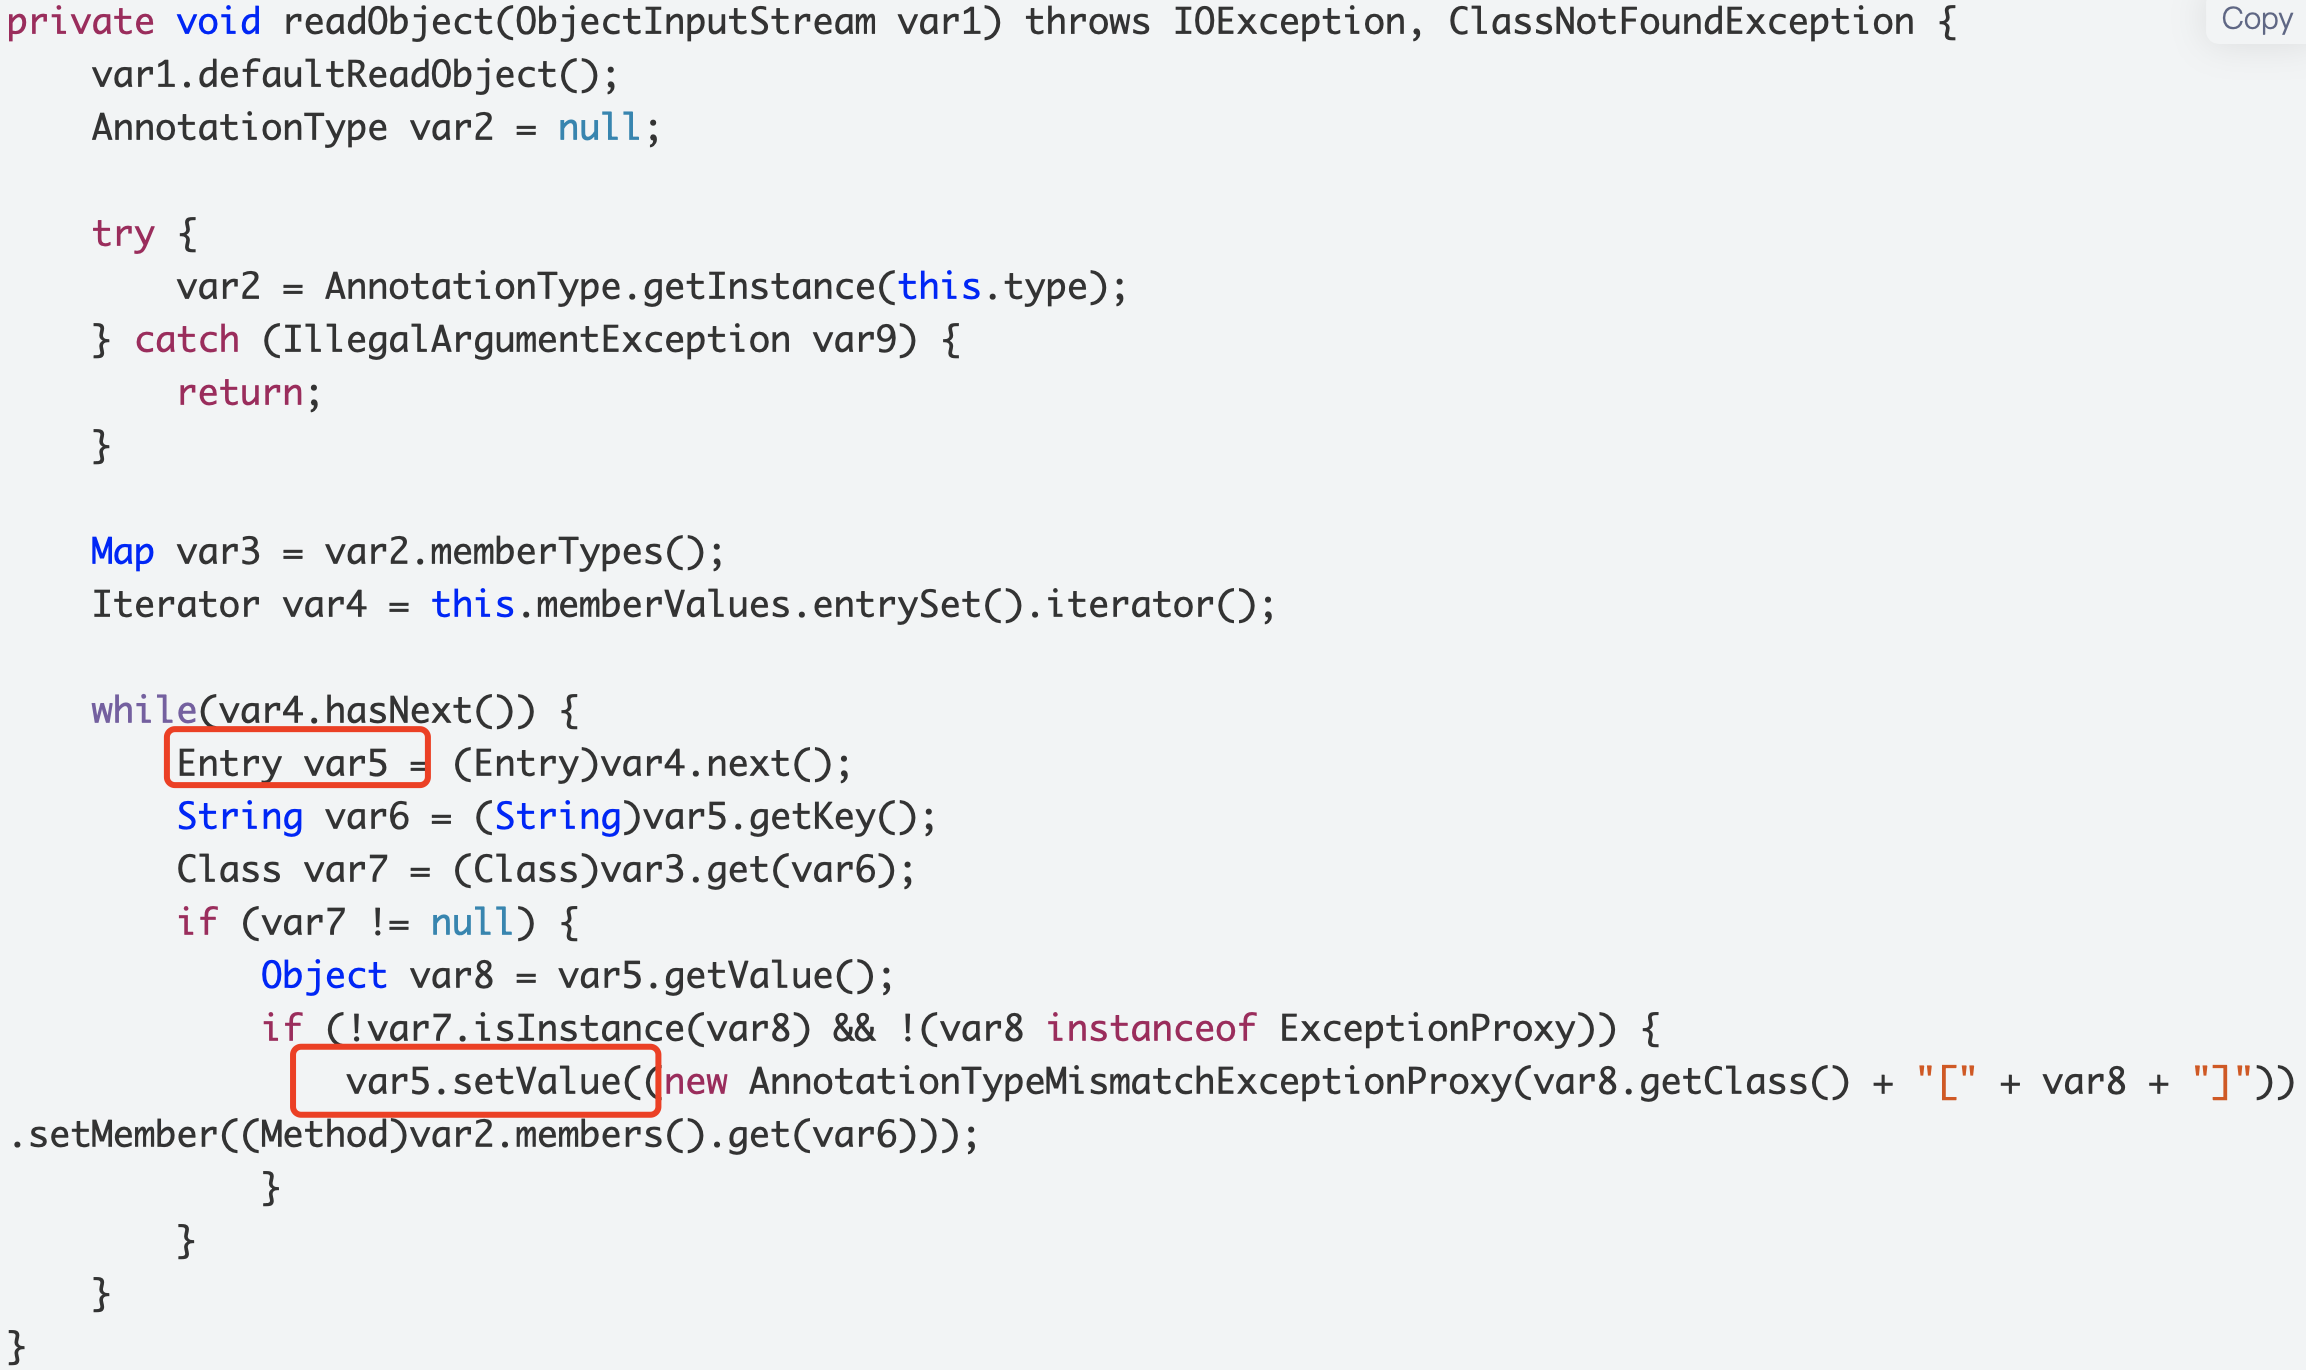 private void readObject(ObjectInputStream var1) throws IOException, ClassNotFoundException {
Copy
    var1.defaultReadObject();
    AnnotationType var2 = null;

    try {
        var2 = AnnotationType.getInstance(this.type);
    } catch (IllegalArgumentException var9) {
        return;
    }

    Map var3 = var2.memberTypes();
    Iterator var4 = this.memberValues.entrySet().iterator();

    while(var4.hasNext()) {
        Entry var5 = (Entry)var4.next();
        String var6 = (String)var5.getKey();
        Class var7 = (Class)var3.get(var6);
        if (var7 != null) {
            Object var8 = var5.getValue();
            if (!var7.isInstance(var8) && !(var8 instanceof ExceptionProxy)) {
                var5.setValue((new AnnotationTypeMismatchExceptionProxy(var8.getClass() + "[" + var8 + "]"))
.setMember((Method)var2.members().get(var6)));
            }
        }
    }
}